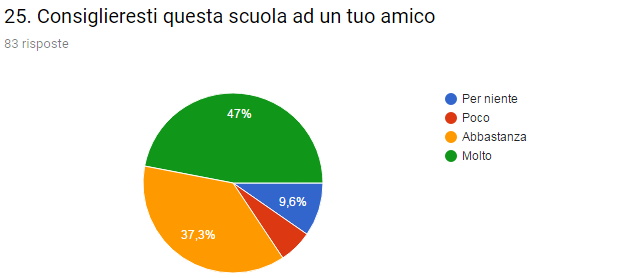 25. Consiglieresti questa scuola ad un tuo amico
83 risposte
47%
9,6%
37,3%
Per niente
Poco
Abbastanza
Molto